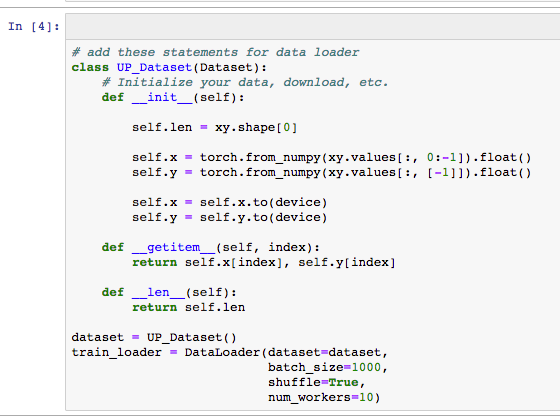 In [4]:
# add these statements for data loader
class UP_Dataset(Dataset):
    # Initialize your data, download, etc.
    def __init__(self):
        self.len = xy.shape[0]
        self.x = torch.from_numpy(xy.values[:, 0:-1]).float()
        self.y = torch.from_numpy(xy.values[:, [-1]]).float()
        self.x = self.x.to(device)
        self.y = self.y.to(device)
    def __getitem__(self, index):
        return self.x[index], self.y[index]
    def __len__(self):
        return self.len
dataset = UP_Dataset()
train_loader = DataLoader(dataset=dataset,
                          batch_size=1000,
                          shuffle=True,
                          num_workers=10)